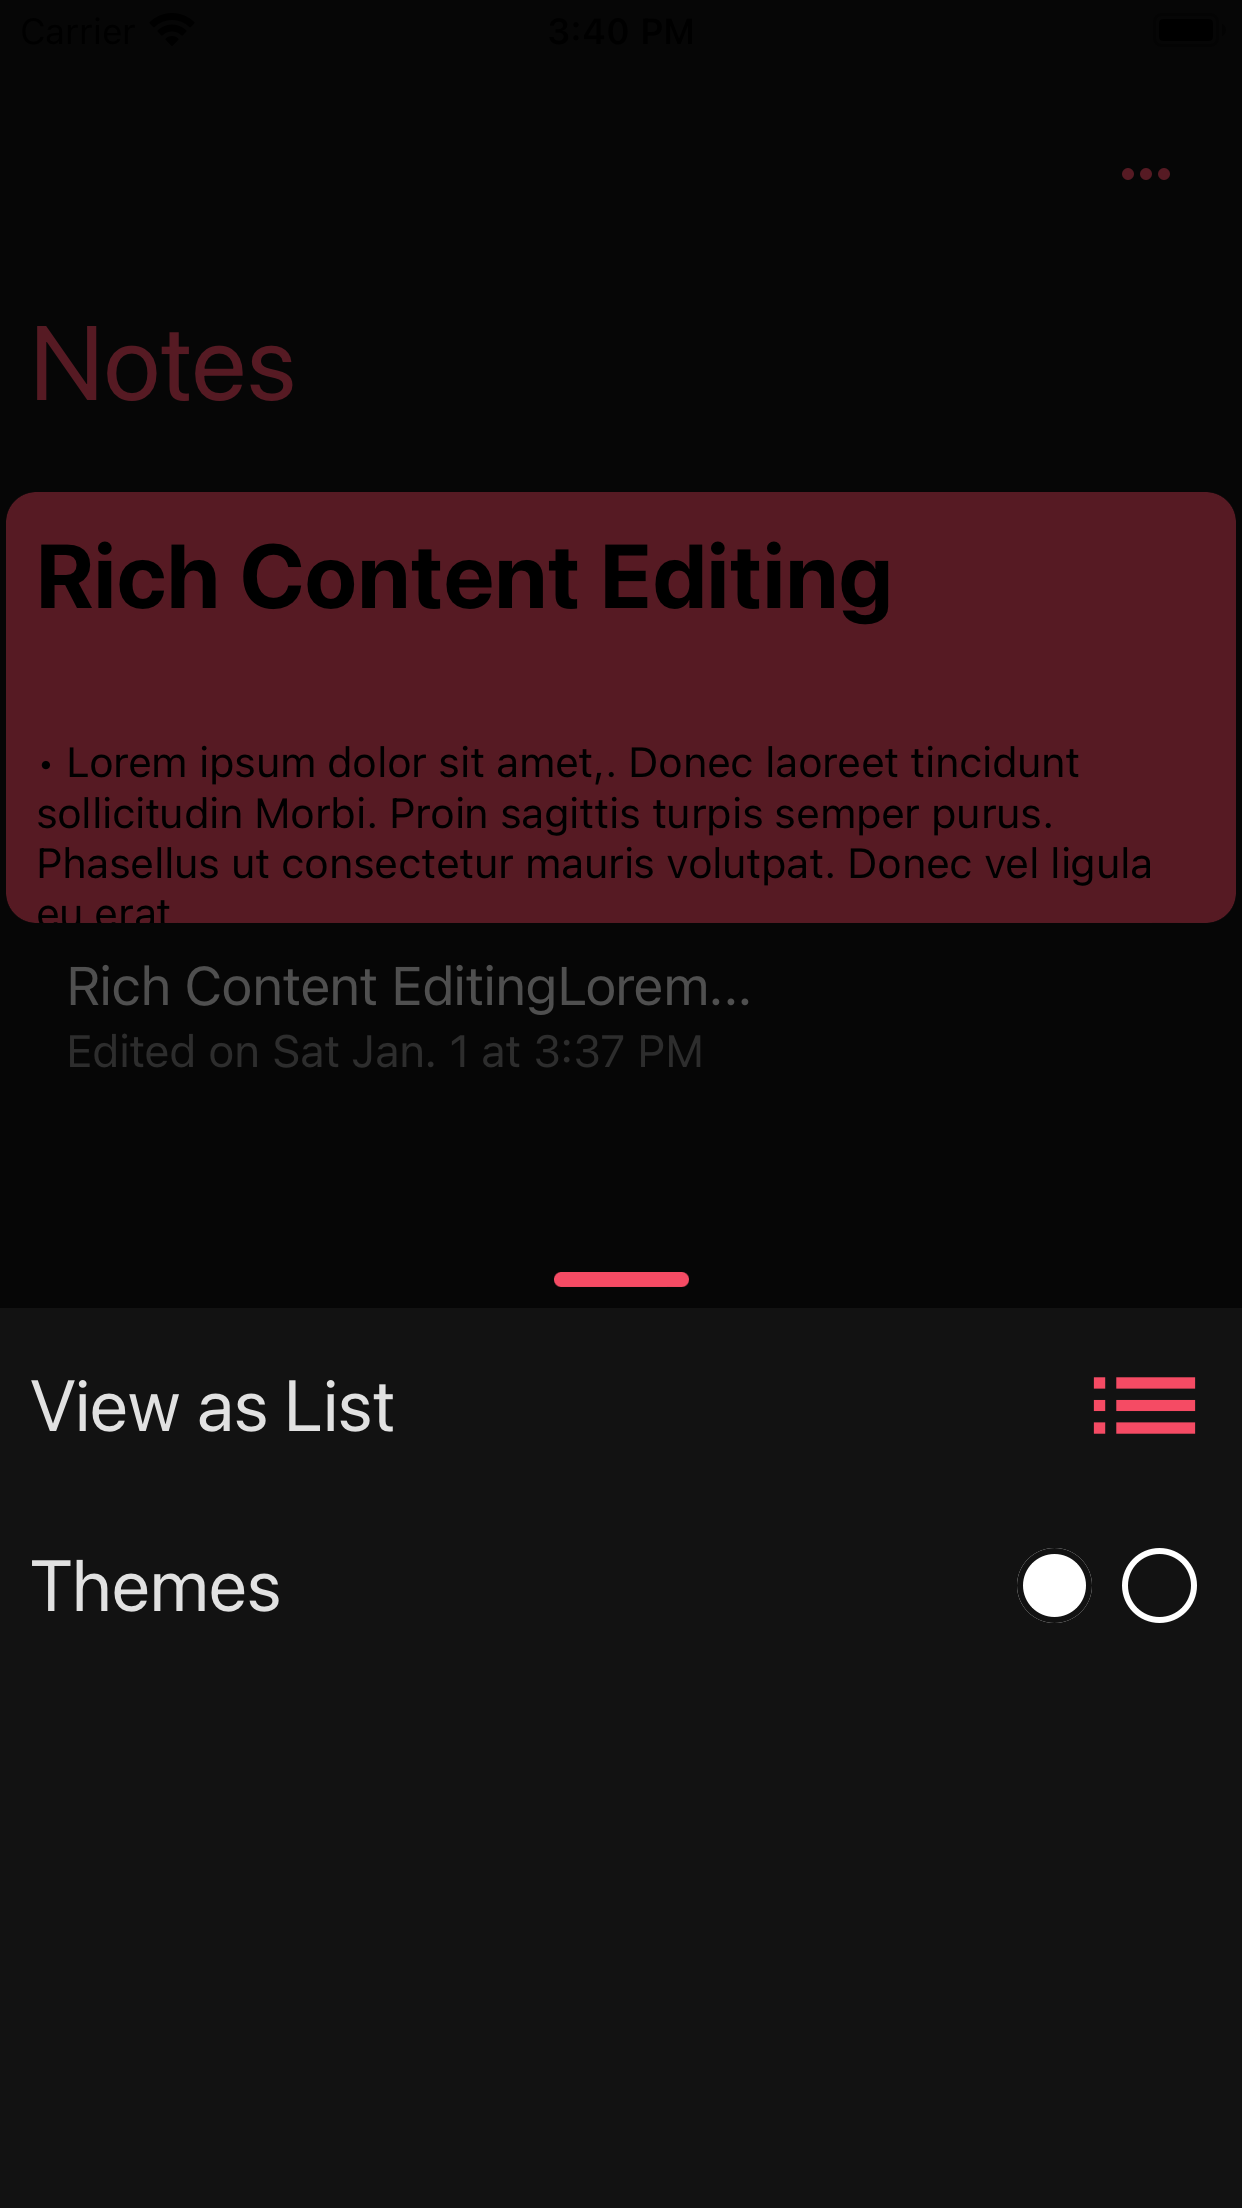 Carrier 3:40 PM
Notes
Rich Content Editing
• Lorem ipsum dolor sit amet,. Donec laoreet tincidunt
sollicitudin Morbi. Proin sagittis turpis semper purus.
Phasellus ut consectetur mauris volutpat. Donec vel ligula
eu erat
Rich Content EditingLorem...
Edited on Sat Jan. 1 at 3:37 PM
View as List
Themes